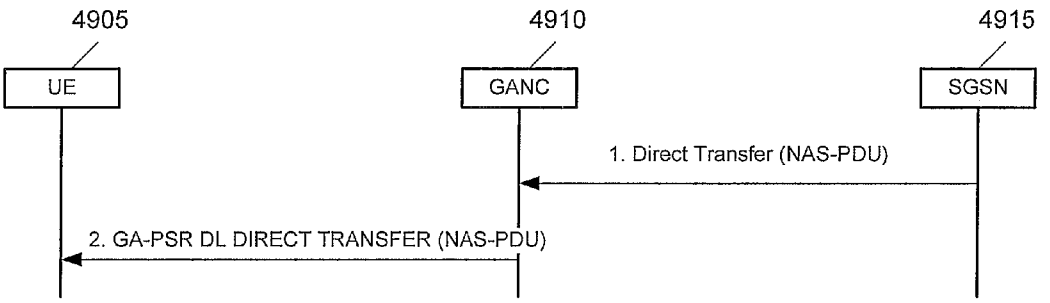 4905
4910
4915
UE
GANC
SGSN
1. Direct Transfer (NAS-PDU)
2. GA-PSR DL DIRECT TRANSFER (NAS-PDU)